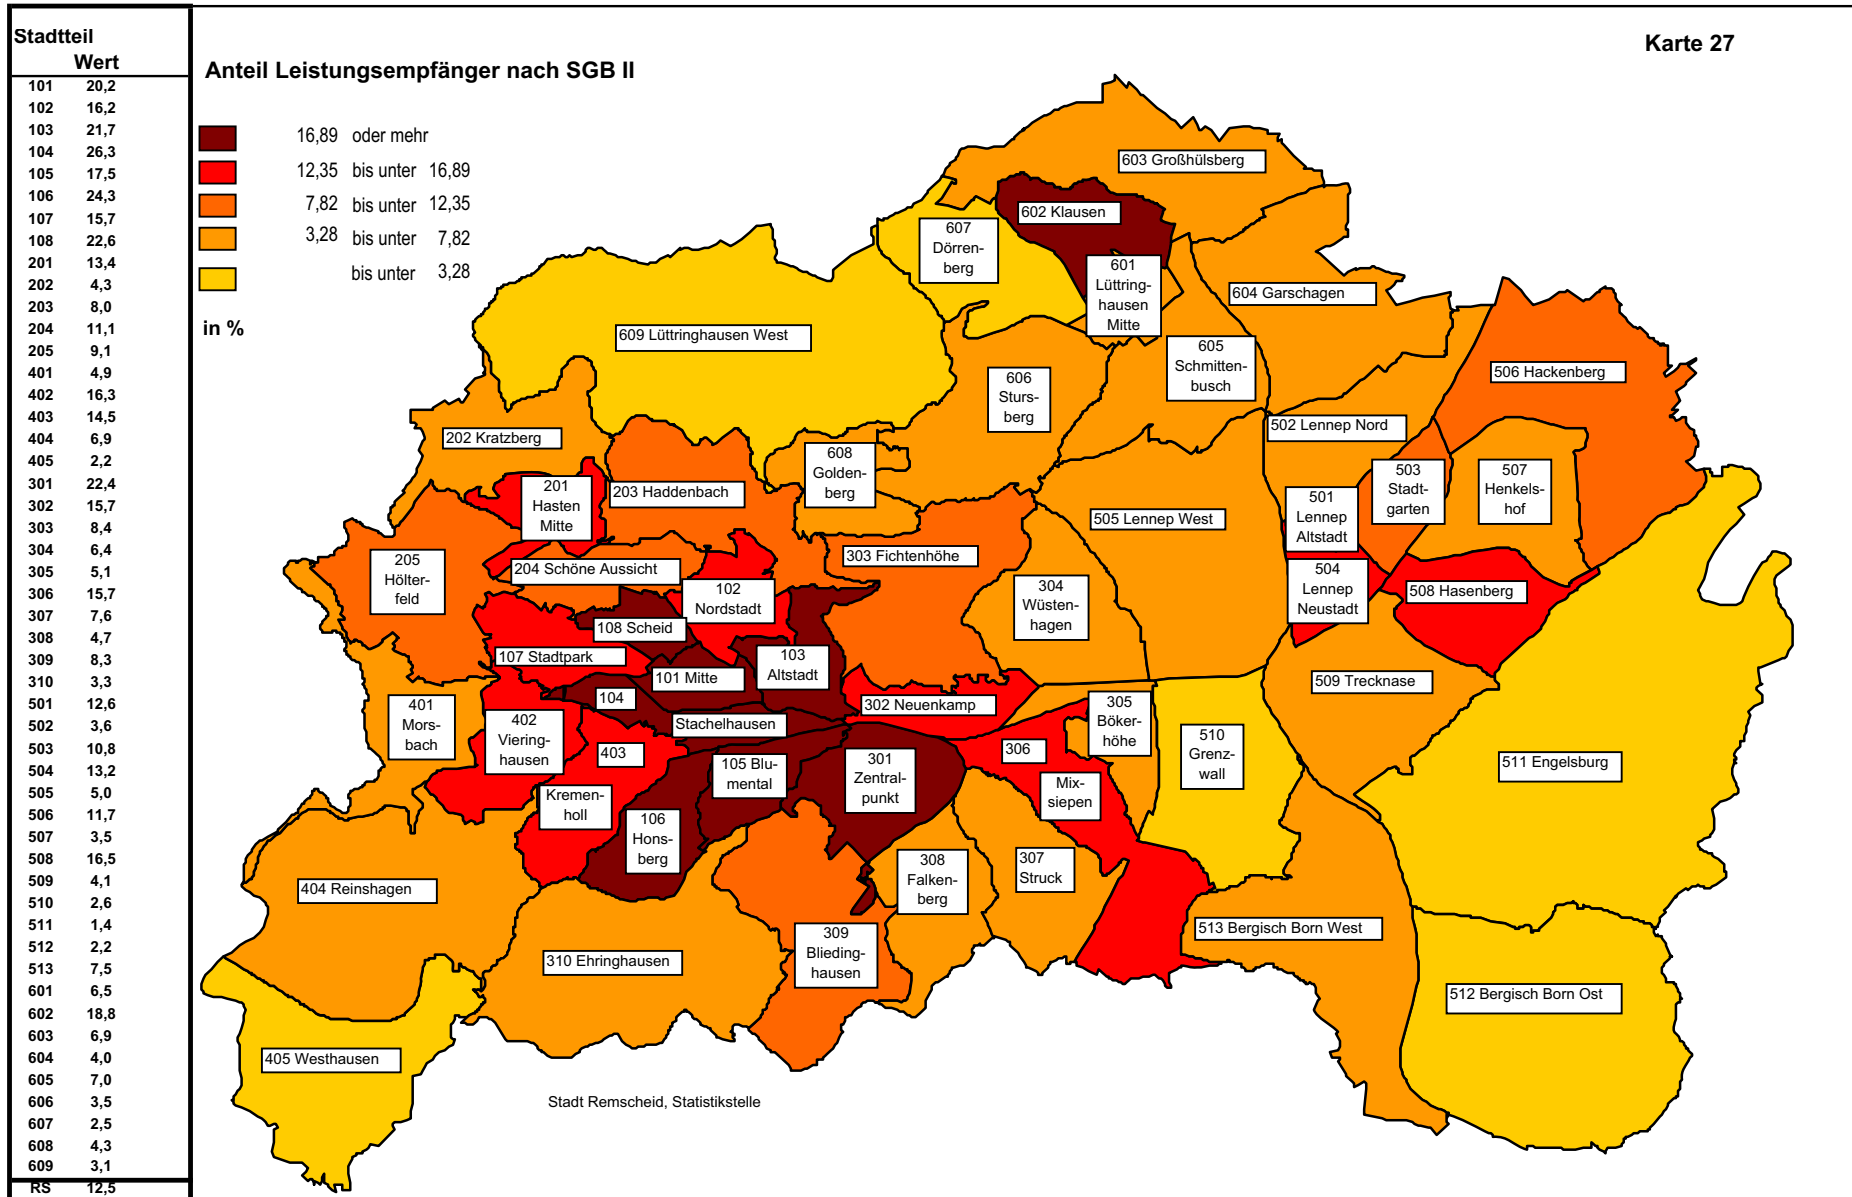 Stadtteil
Wert
101 20,2
102 16,2
103 21,7
104 26,3
105 17,5
106 24,3
107 15,7
108 22,6
201 13,4
202 4,3
203 8,0
204 11,1
205 9,1
401 4,9
402 16,3
403 14,5
404 6,9
405 2,2
301 22,4
302 15,7
303 8,4
304 6,4
305 5,1
306 15,7
307 7,6
308 4,7
309 8,3
310 3,3
501 12,6
502 3,6
503 10,8
504 13,2
505 5,0
506 11,7
507 3,5
508 16,5
509 4,1
510 2,6
511 1,4
512 2,2
513 7,5
601 6,5
602 18,8
603 6,9
604 4,0
605 7,0
606 3,5
607 2,5
608 4,3
609 3,1
RS 12,5
Karte 27
Anteil Leistungsempfänger nach SGB II
16,89 oder mehr
12,35 bis unter 16,89
7,82 bis unter 12,35
3,28 bis unter 7,82
bis unter 3,28
in %
603 Großhülsberg
602 Klausen
607
Dörren-
berg
601
Lüttring-
hausen
Mitte
604 Garschagen
609 Lüttringhausen West
605
Schmitten-
busch
606
Sturs-
berg
506 Hackenberg
502 Lennep Nord
202 Kratzberg
608
Golden-
berg
503
Stadt-
garten
507
Henkels-
hof
201
Hasten
Mitte
203 Haddenbach
501
Lennep
Altstadt
505 Lennep West
303 Fichtenhöhe
205
Hölter-
feld
204 Schöne Aussicht
102
Nordstadt
304
Wüsten-
hagen
504
Lennep
Neustadt
508 Hasenberg
108 Scheid
107 Stadtpark
103
Altstadt
101 Mitte
509 Trecknase
104
Stachelhausen
302 Neuenkamp
305
Böker-
höhe
401
Mors-
bach
402
Viering-
hausen
403
Kremen-
holl
105 Blu-
mental
301
Zentral-
punkt
306
Mix-
siepen
510
Grenz-
wall
511 Engelsburg
106
Hons-
berg
308
Falken-
berg
307
Struck
404 Reinshagen
513 Bergisch Born West
309
Blieding-
hausen
310 Ehringhausen
512 Bergisch Born Ost
405 Westhausen
Stadt Remscheid, Statistikstelle